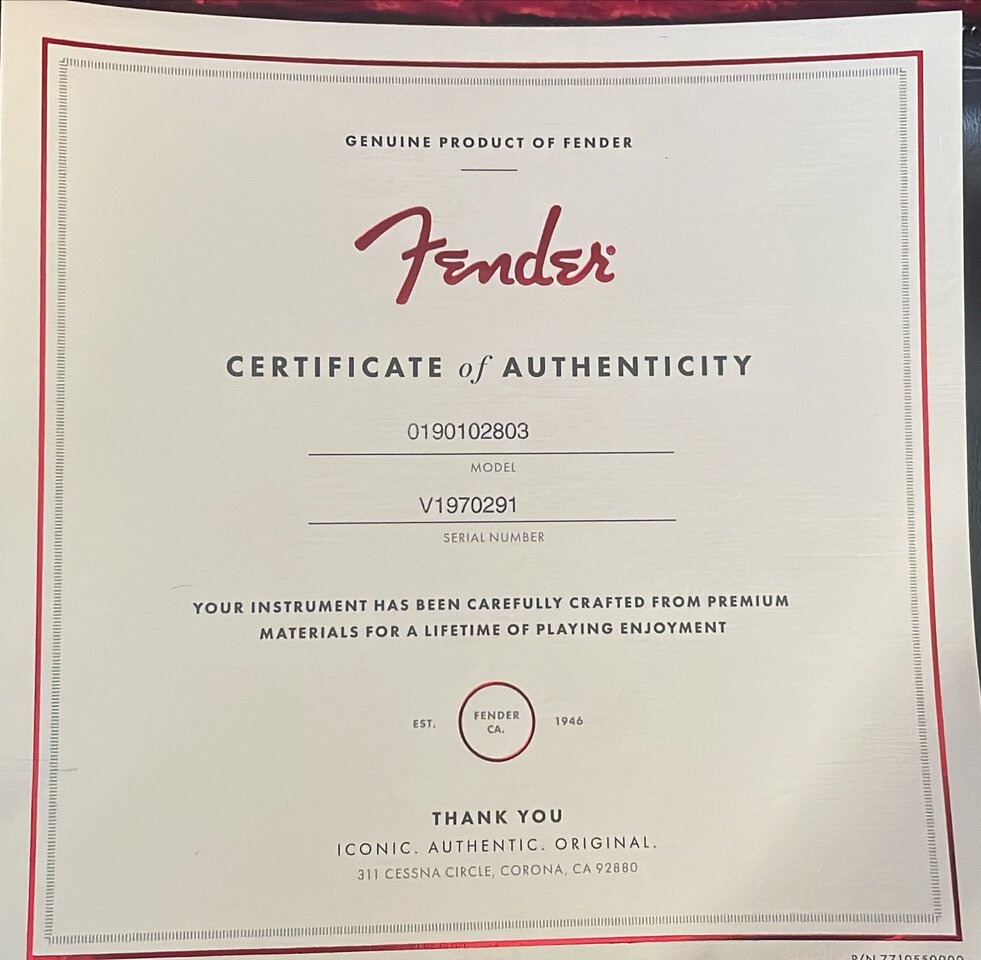 GENUINE PRODUCT OF FENDER
Fender®
CERTIFICATE of AUTHENTICITY
0190102803
MODEL
V1970291
SERIAL NUMBER
YOUR INSTRUMENT HAS BEEN CAREFULLY CRAFTED FROM PREMIUM
MATERIALS FOR A LIFETIME OF PLAYING ENJOYMENT
EST. FENDER CA. 1946
THANK YOU
ICONIC. AUTHENTIC. ORIGINAL.
311 CESSNA CIRCLE, CORONA, CA 92880
P/N